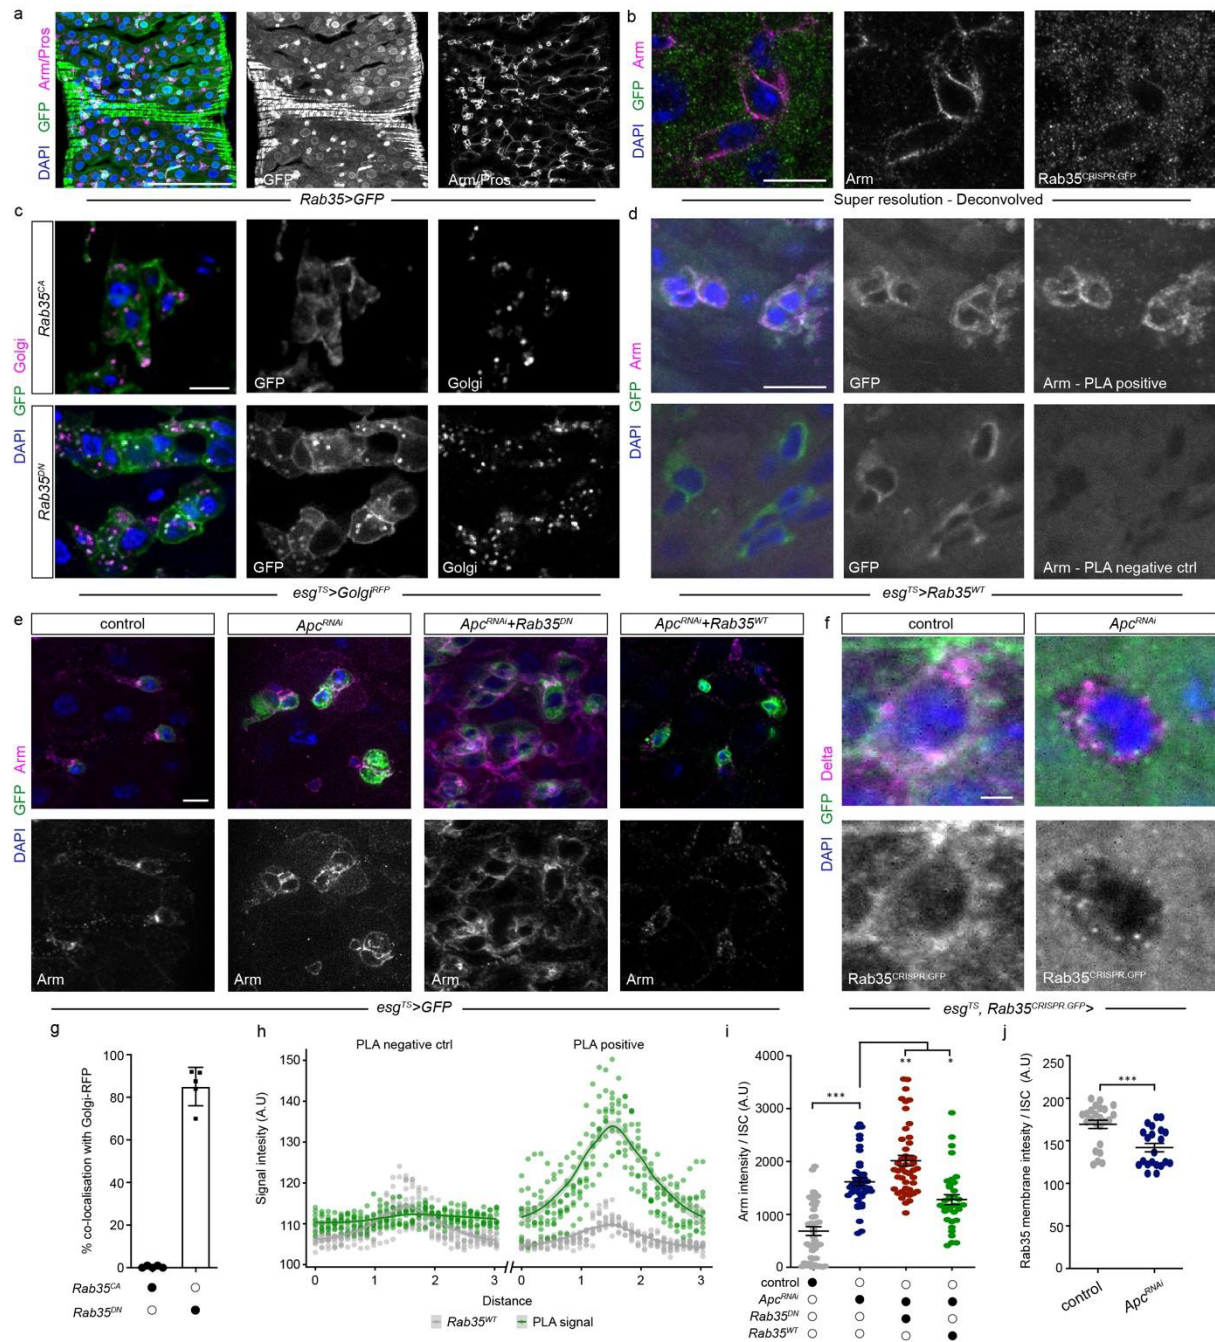 a
DAPI GFP Arm/Pros
GFP
Arm/Pros
Rab35>GFP
b
DAPI GFP Arm
Arm
Rab35CRISPR.GFP
Super resolution - Deconvolved
c
DAPI GFP Golgi
Rab35CA
GFP
Golgi
Rab35DN
GFP
Golgi
esgTS>GolgiRFP
d
DAPI GFP Arm
GFP
Arm - PLA positive
GFP
Arm - PLA negative ctrl
esgTS>Rab35WT
e
DAPI GFP Arm
control
ApcRNAi
ApcRNAi+Rab35DN
ApcRNAi+Rab35WT
Arm
Arm
Arm
Arm
esgTS>GFP
f
DAPI GFP Delta
control
ApcRNAi
Rab35CRISPR.GFP
Rab35CRISPR.GFP
esgTS, Rab35CRISPR.GFP>
g
% co-localisation with Golgi-RFP
100
80
60
40
20
0
Rab35CA
Rab35DN
h
PLA negative ctrl
PLA positive
Signal intesity (A.U)
150
140
130
120
110
100
0 1 2 3 0 1 2 3
Distance
Rab35WT
PLA signal
i
Arm intensity / ISC (A.U)
4000
3000
2000
1000
0
***
**
*
control
ApcRNAi
Rab35DN
Rab35WT
j
Rab35 membrane intesity / ISC (A.U)
250
200
150
100
50
0
***
control
ApcRNAi